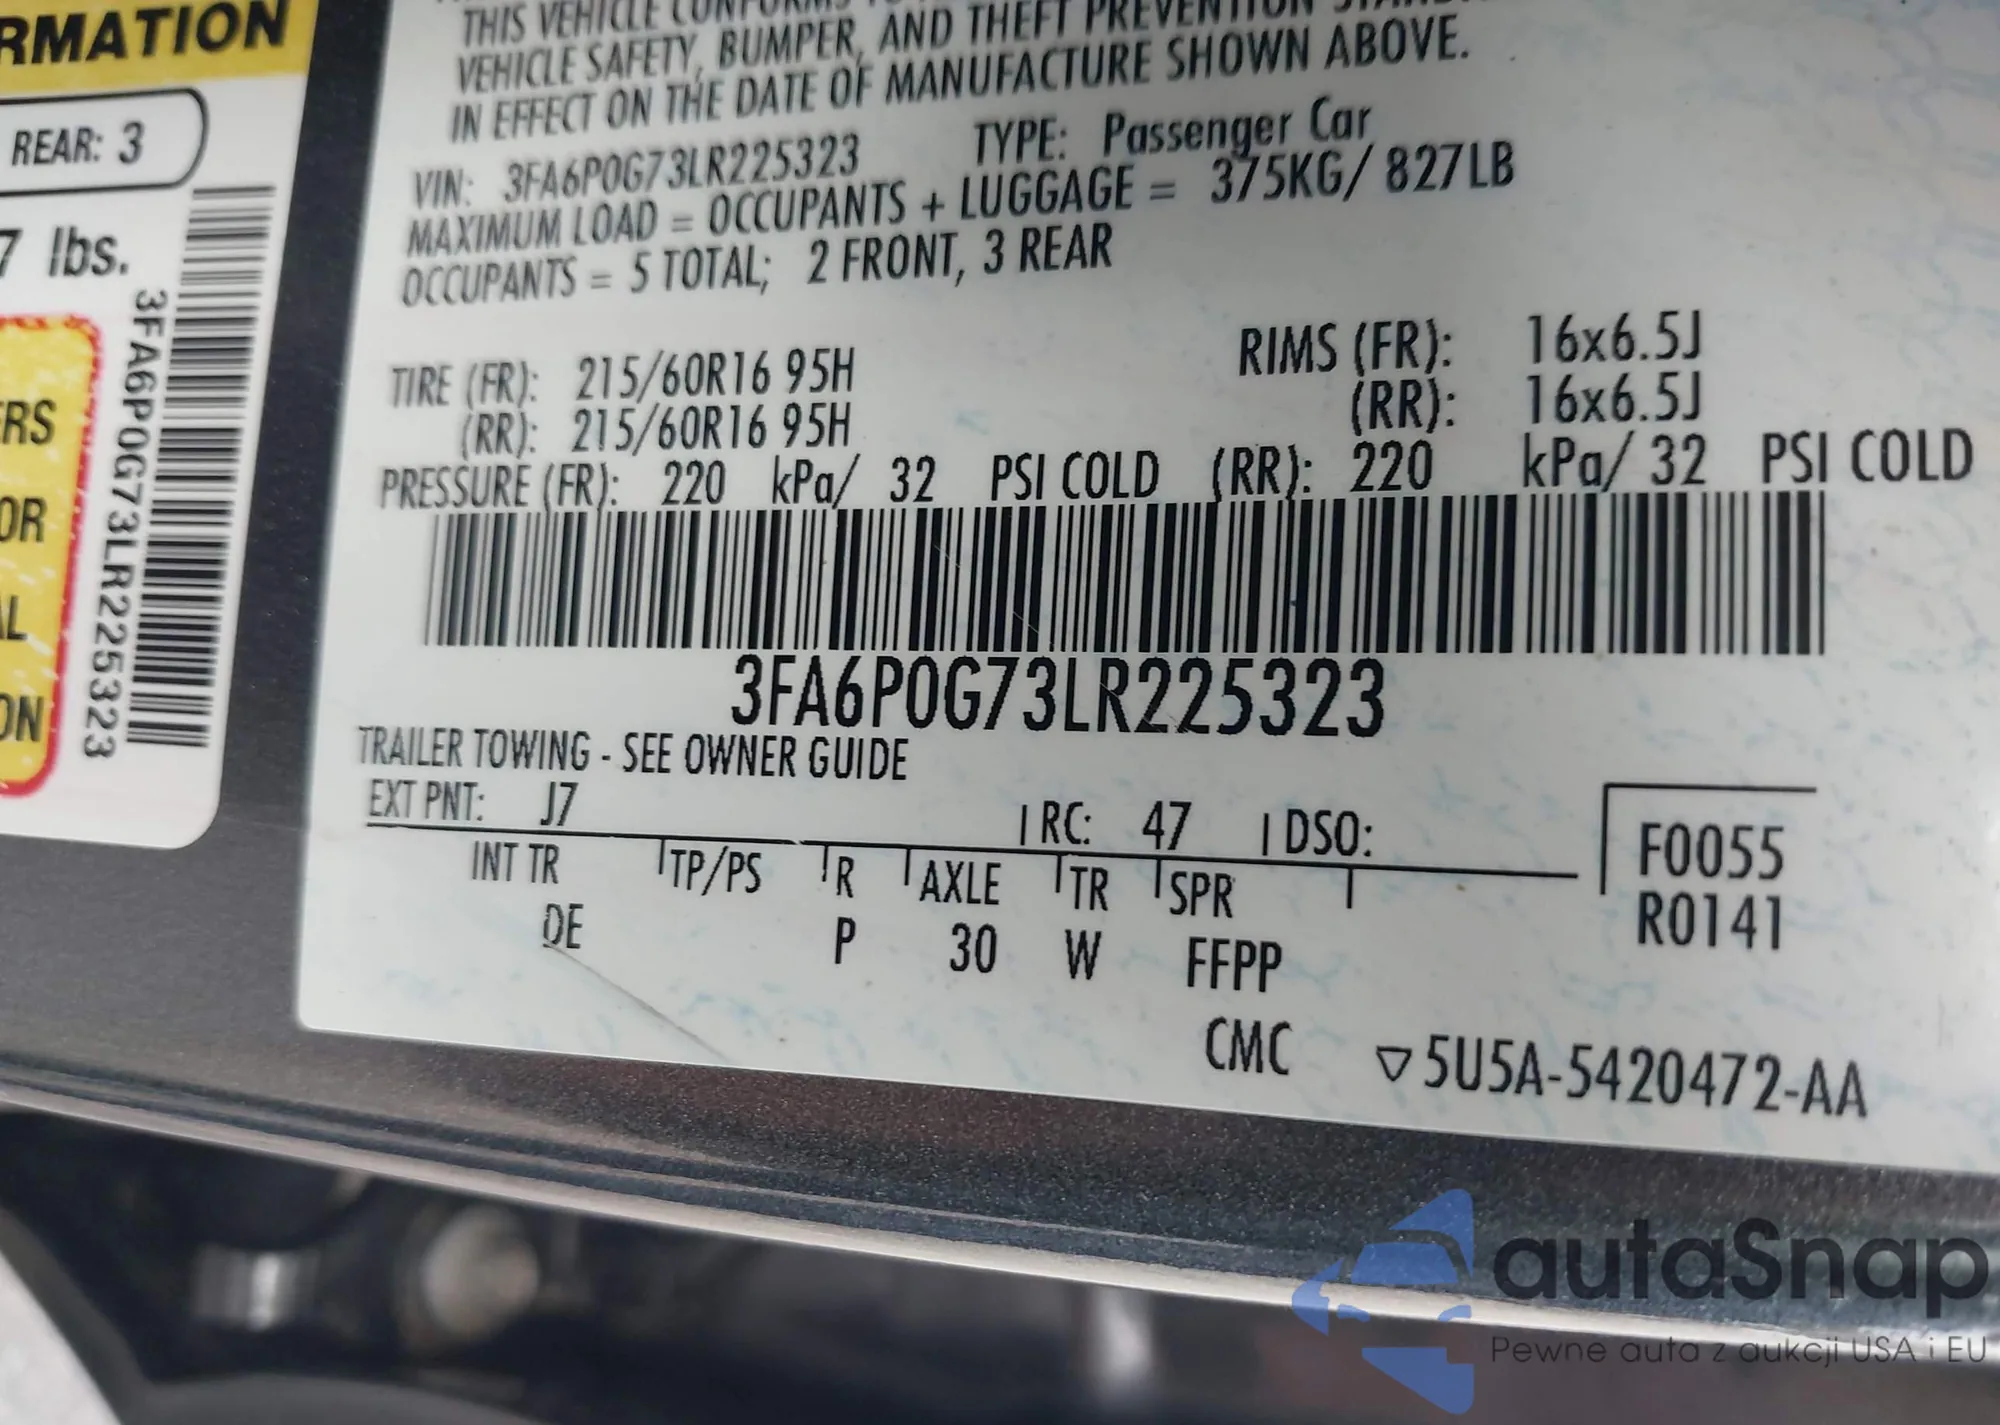 RMATION
REAR: 3
7 lbs.
ERS
OR
AL
ON
3FA6P0G73LR225323
THIS VEHICLE CONFORMS
VEHICLE SAFETY, BUMPER, AND THEFT PREVENTION
IN EFFECT ON THE DATE OF MANUFACTURE SHOWN ABOVE.
VIN: 3FA6P0G73LR225323 TYPE: Passenger Car
MAXIMUM LOAD = OCCUPANTS + LUGGAGE = 375KG/ 827LB
OCCUPANTS = 5 TOTAL; 2 FRONT, 3 REAR
TIRE (FR): 215/60R16 95H RIMS (FR): 16x6.5J
(RR): 215/60R16 95H (RR): 16x6.5J
PRESSURE (FR): 220 kPa/ 32 PSI COLD (RR): 220 kPa/ 32 PSI COLD
3FA6P0G73LR225323
TRAILER TOWING - SEE OWNER GUIDE
EXT PNT: J7 RC: 47 DSO: F0055
INT TR TP/PS R AXLE TR SPR R0141
DE P 30 W FFPP
CMC ▽5U5A-5420472-AA
autaSnap
Pewne auta z aukcji USA i EU